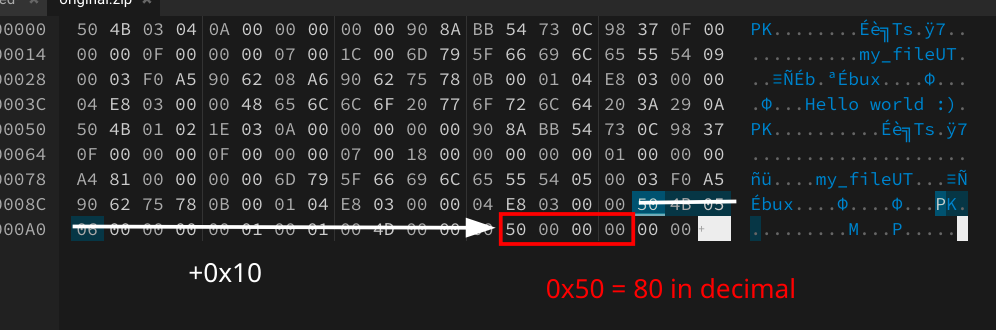 original.zip
00000 50 4B 03 04 0A 00 00 00 00 00 90 8A BB 54 73 0C 98 37 0F 00 PK........Éè╗Ts.ÿ7..
00014 00 00 0F 00 00 00 07 00 1C 00 6D 79 5F 66 69 6C 65 55 54 09 ..........my_fileUT.
00028 00 03 F0 A5 90 62 08 A6 90 62 75 78 0B 00 01 04 E8 03 00 00 ..≡ÑÉb.ªÉbux....Φ...
0003C 04 E8 03 00 00 48 65 6C 6C 6F 20 77 6F 72 6C 64 20 3A 29 0A .Φ...Hello world :).
00050 50 4B 01 02 1E 03 0A 00 00 00 00 00 90 8A BB 54 73 0C 98 37 PK..........Éè╗Ts.ÿ7
00064 0F 00 00 00 0F 00 00 00 07 00 18 00 00 00 00 00 01 00 00 00 ....................
00078 A4 81 00 00 00 00 6D 79 5F 66 69 6C 65 55 54 05 00 03 F0 A5 ñü....my_fileUT...≡Ñ
0008C 90 62 75 78 0B 00 01 04 E8 03 00 00 04 E8 03 00 00 50 4B 05 Ébux....Φ....Φ...PK.
000A0 06 00 00 00 00 01 00 01 00 4D 00 00 00 50 00 00 00 00 00 + .........M...P.....
+0x10
0x50 = 80 in decimal